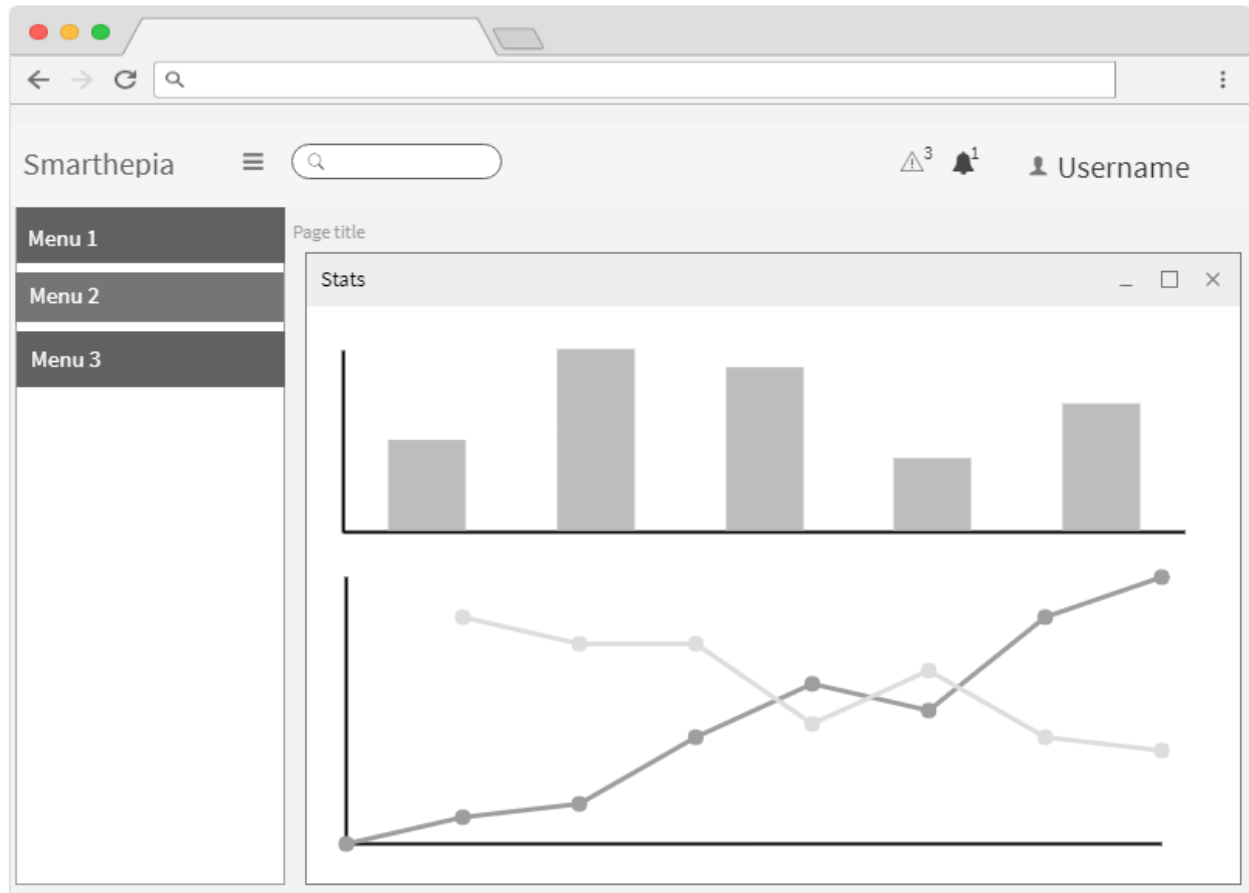 Smarthepia
3
1
Username
Menu 1
Menu 2
Menu 3
Page title
Stats